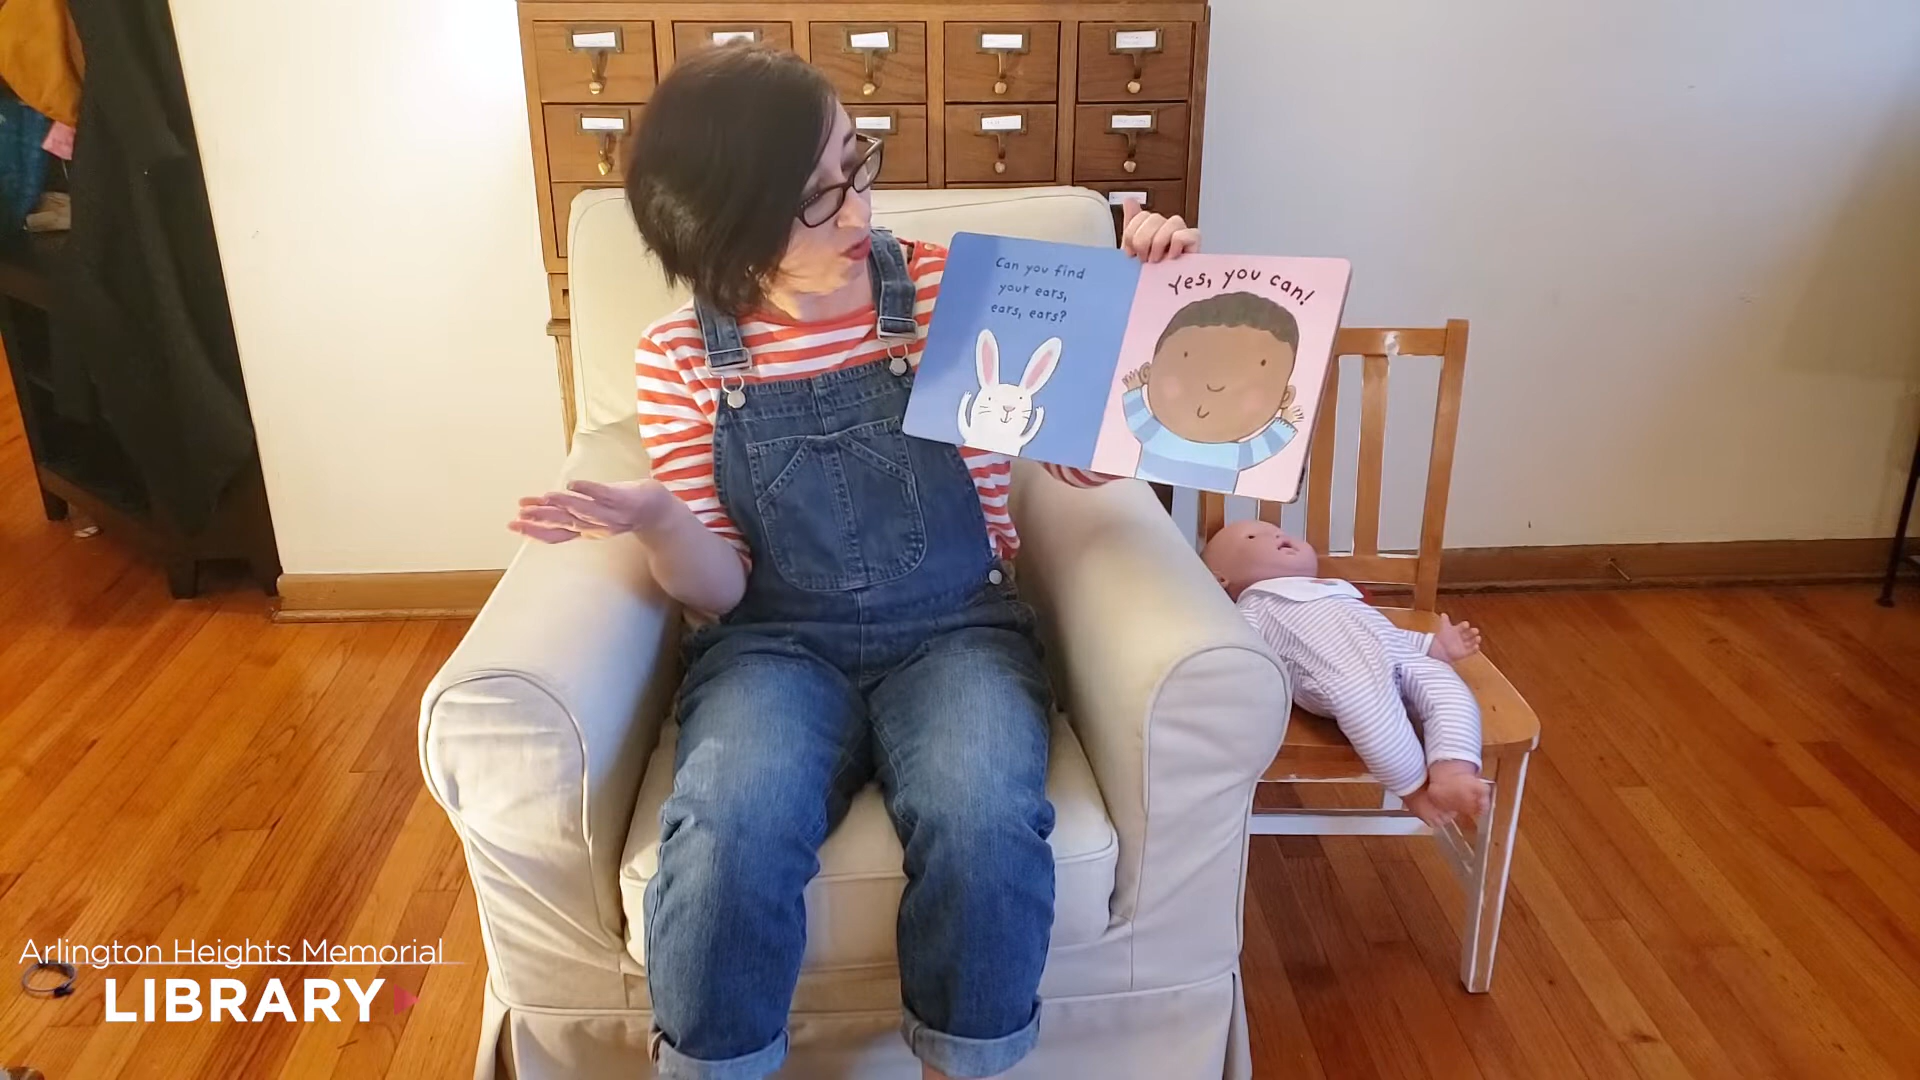 Can you find
your ears,
ears, ears?
Yes, you can!
Arlington Heights Memorial
LIBRARY